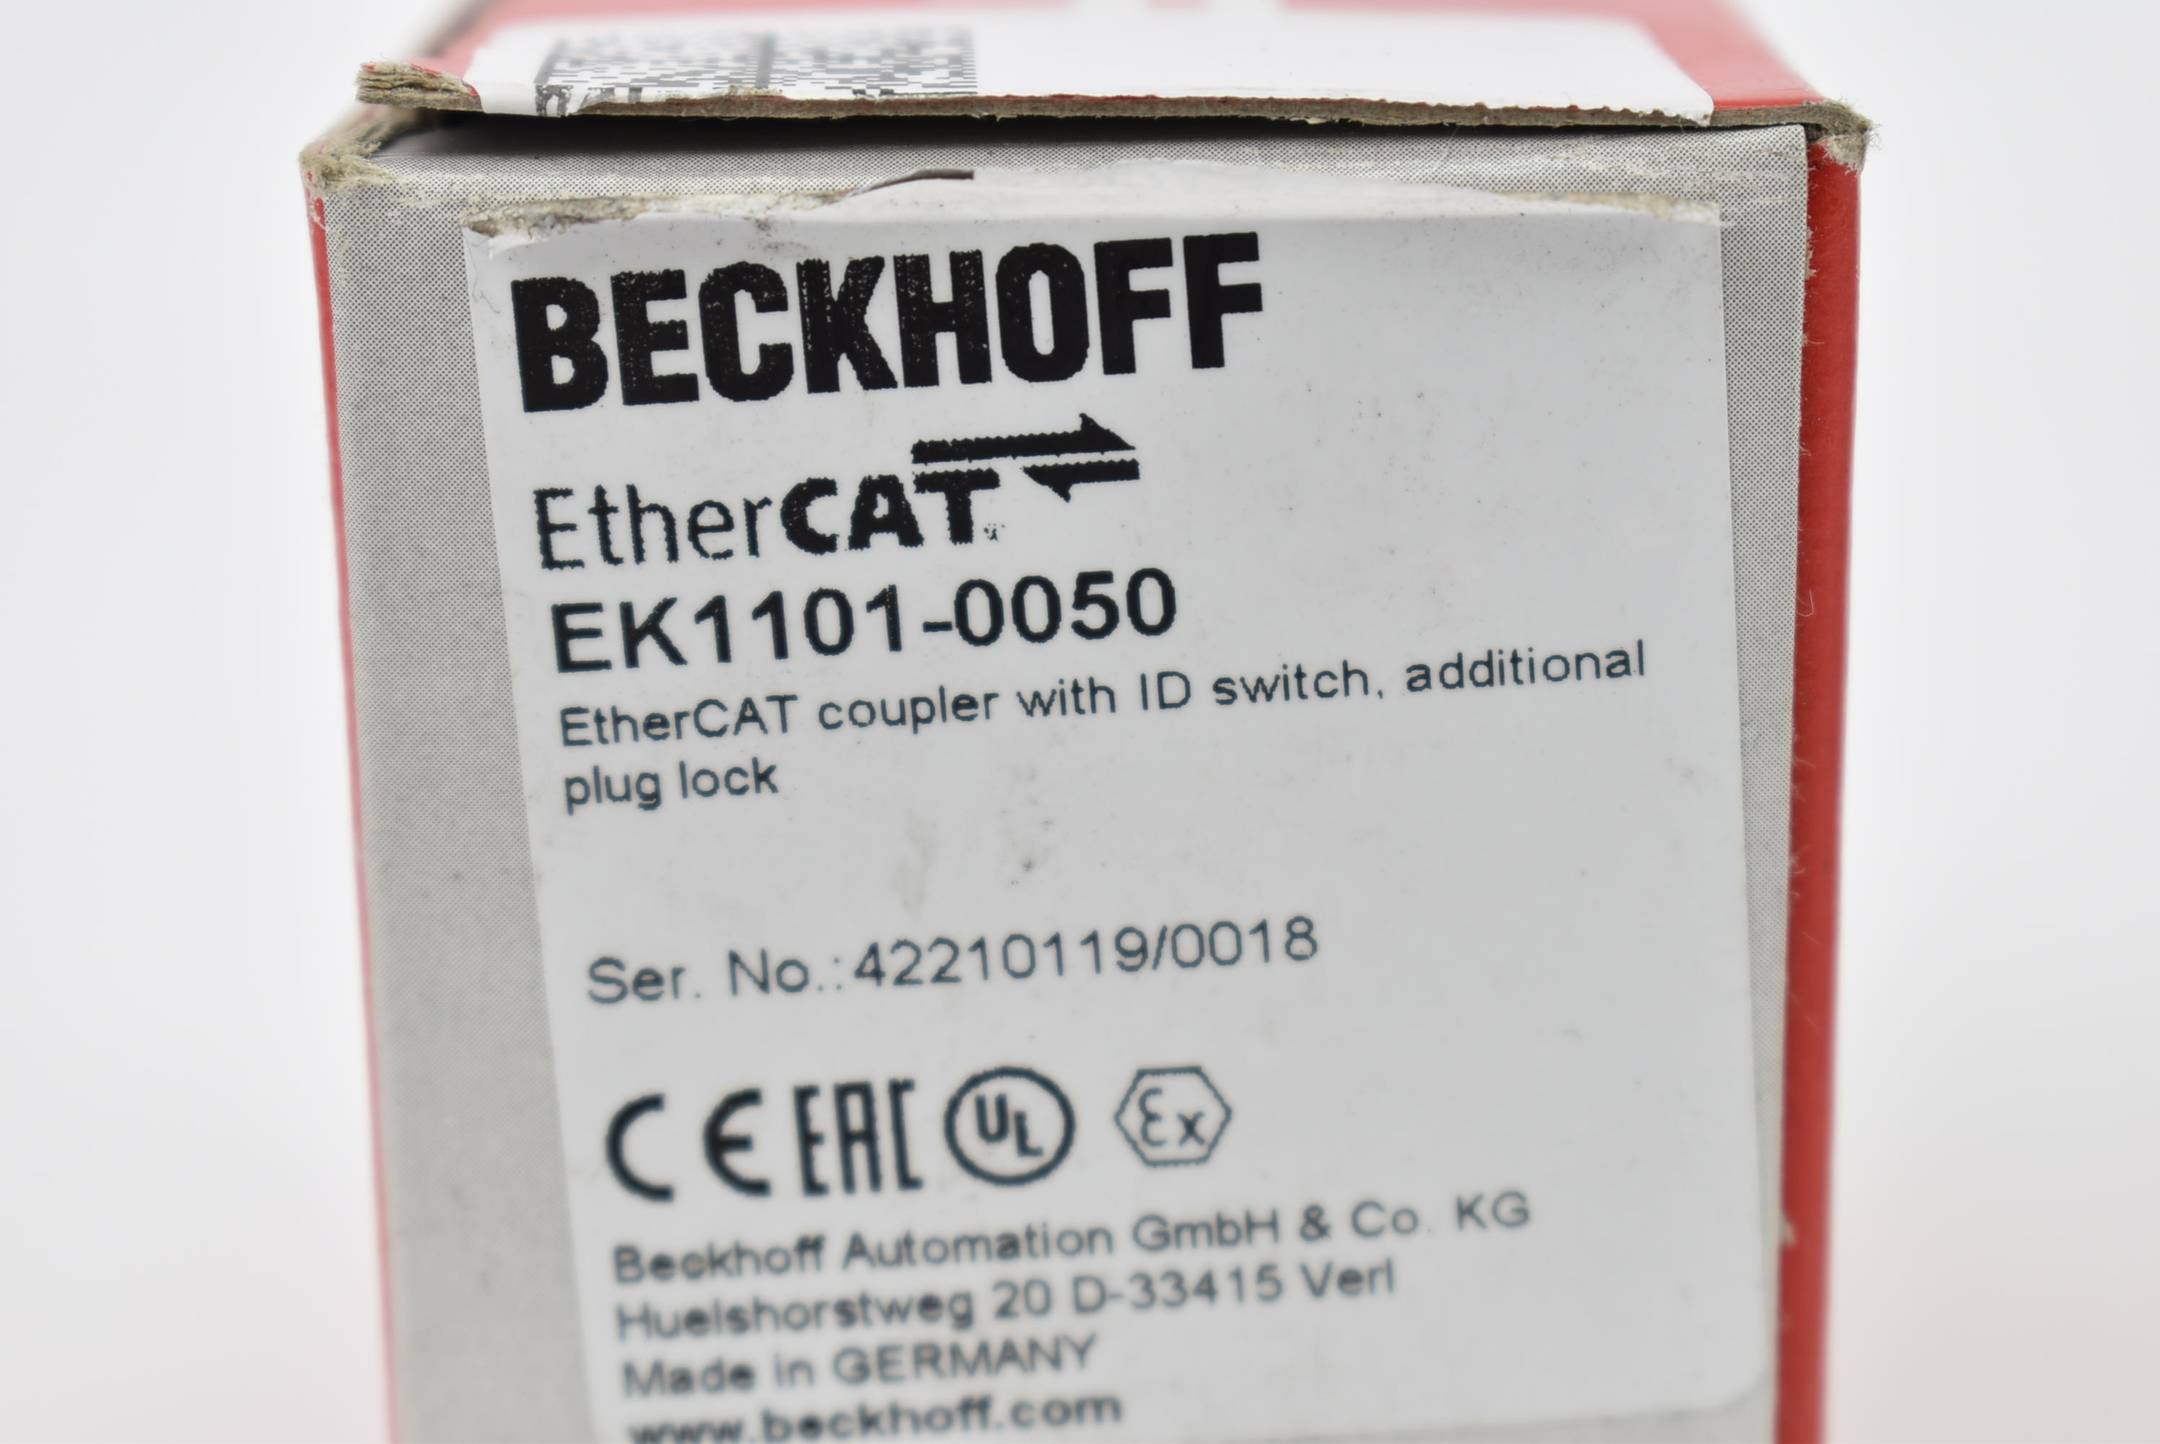 BECKHOFF
EtherCAT
EK1101-0050
EtherCAT coupler with ID switch, additional
plug lock
Ser. No.:42210119/0018
CE EAC UL Ex
Beckhoff Automation GmbH & Co. KG
Huelshorstweg 20 D-33415 Verl
Made in GERMANY
www.beckhoff.com